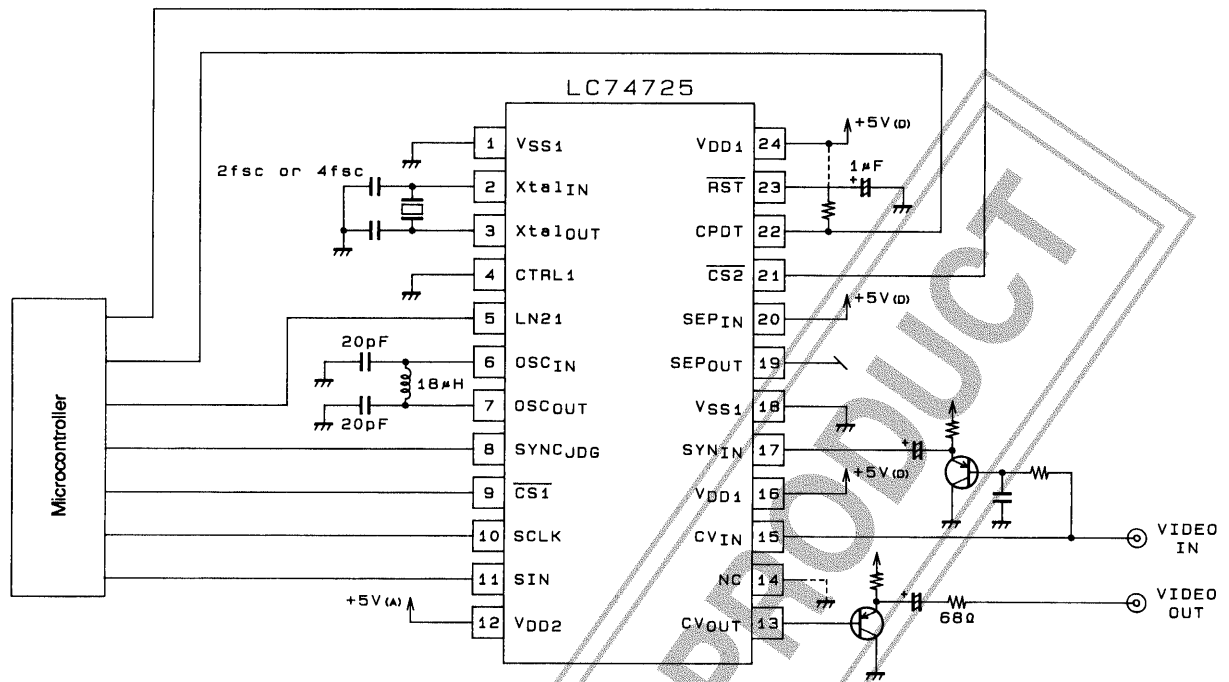 LC74725
Microcontroller
2fsc or 4fsc
20pF
18μH
20pF
+5V(A)
1 VSS1
2 XtalIN
3 XtalOUT
4 CTRL1
5 LN21
6 OSCIN
7 OSCOUT
8 SYNCJDG
9 CS1
10 SCLK
11 SIN
12 VDD2
VDD1 24
RST 23
CPDT 22
CS2 21
SEPIN 20
SEPOUT 19
VSS1 18
SYNIN 17
VDD1 16
CVIN 15
NC 14
CVOUT 13
+5V(D)
1μF
+
+5V(D)
+
+5V(D)
+
68Ω
VIDEO
IN
VIDEO
OUT
PRODUCT